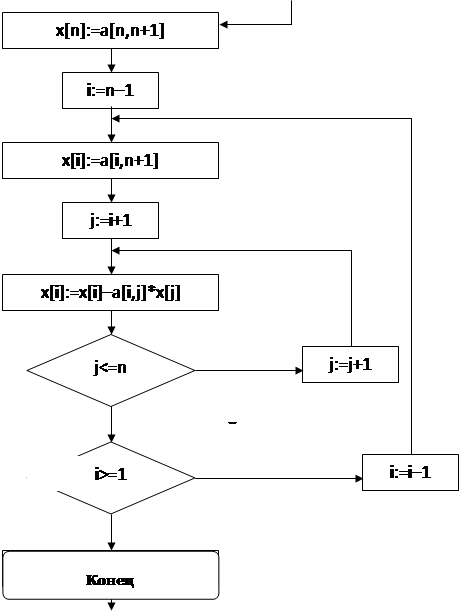 x[n]:=a[n,n+1]
i:=n–1
x[i]:=a[i,n+1]
j:=i+1
x[i]:=x[i]–a[i,j]*x[j]
j<=n
j:=j+1
–
i>=1
i:=i–1
Конец